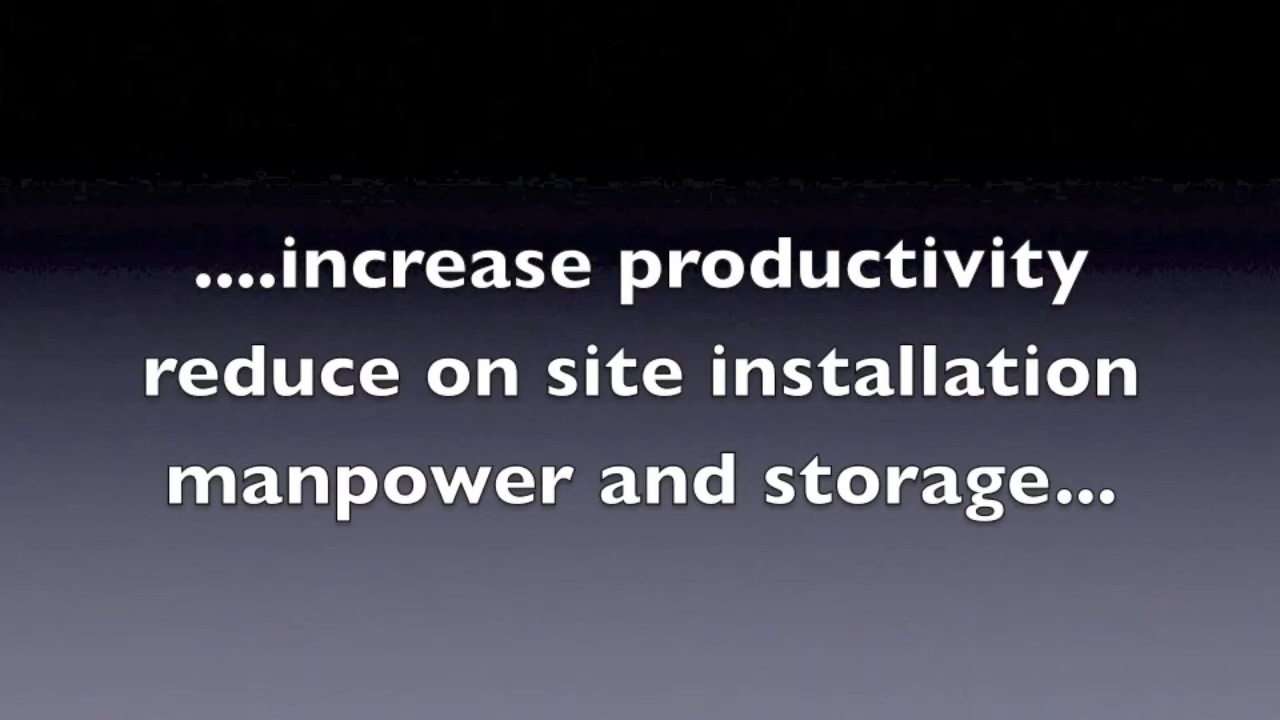 ....increase productivity
reduce on site installation
manpower and storage...